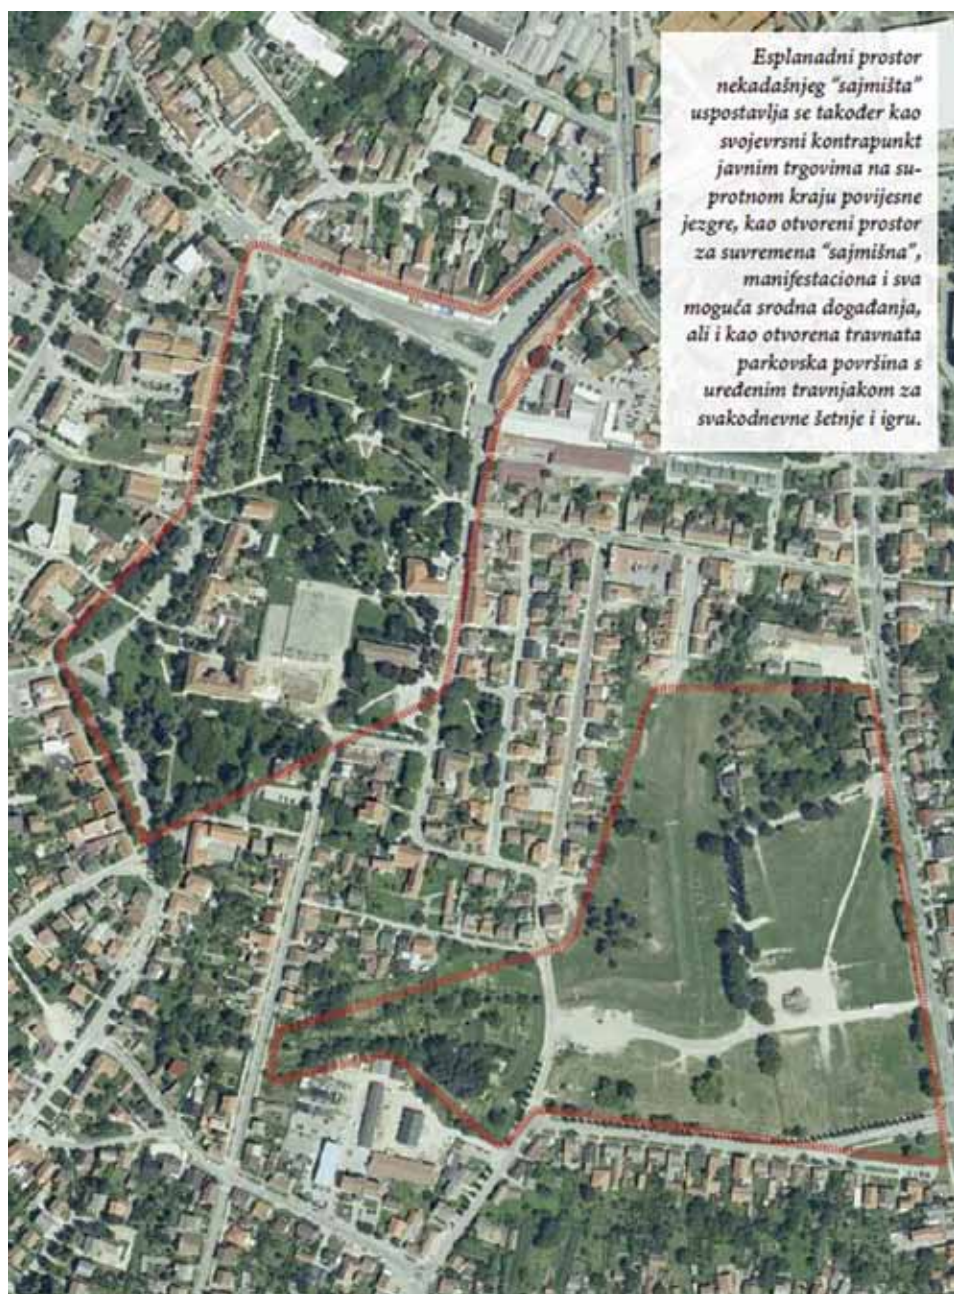 Esplanadni prostor
nekadašnjeg "sajmišta"
uspostavlja se također kao
svojevrsni kontrapunkt
javnim trgovima na su-
protnom kraju povijesne
jezgre, kao otvoreni prostor
za suvremena "sajmišna",
manifestaciona i sva
moguća srodna događanja,
ali i kao otvorena travnata
parkovska površina s
uređenim travnjakom za
svakodnevne šetnje i igru.